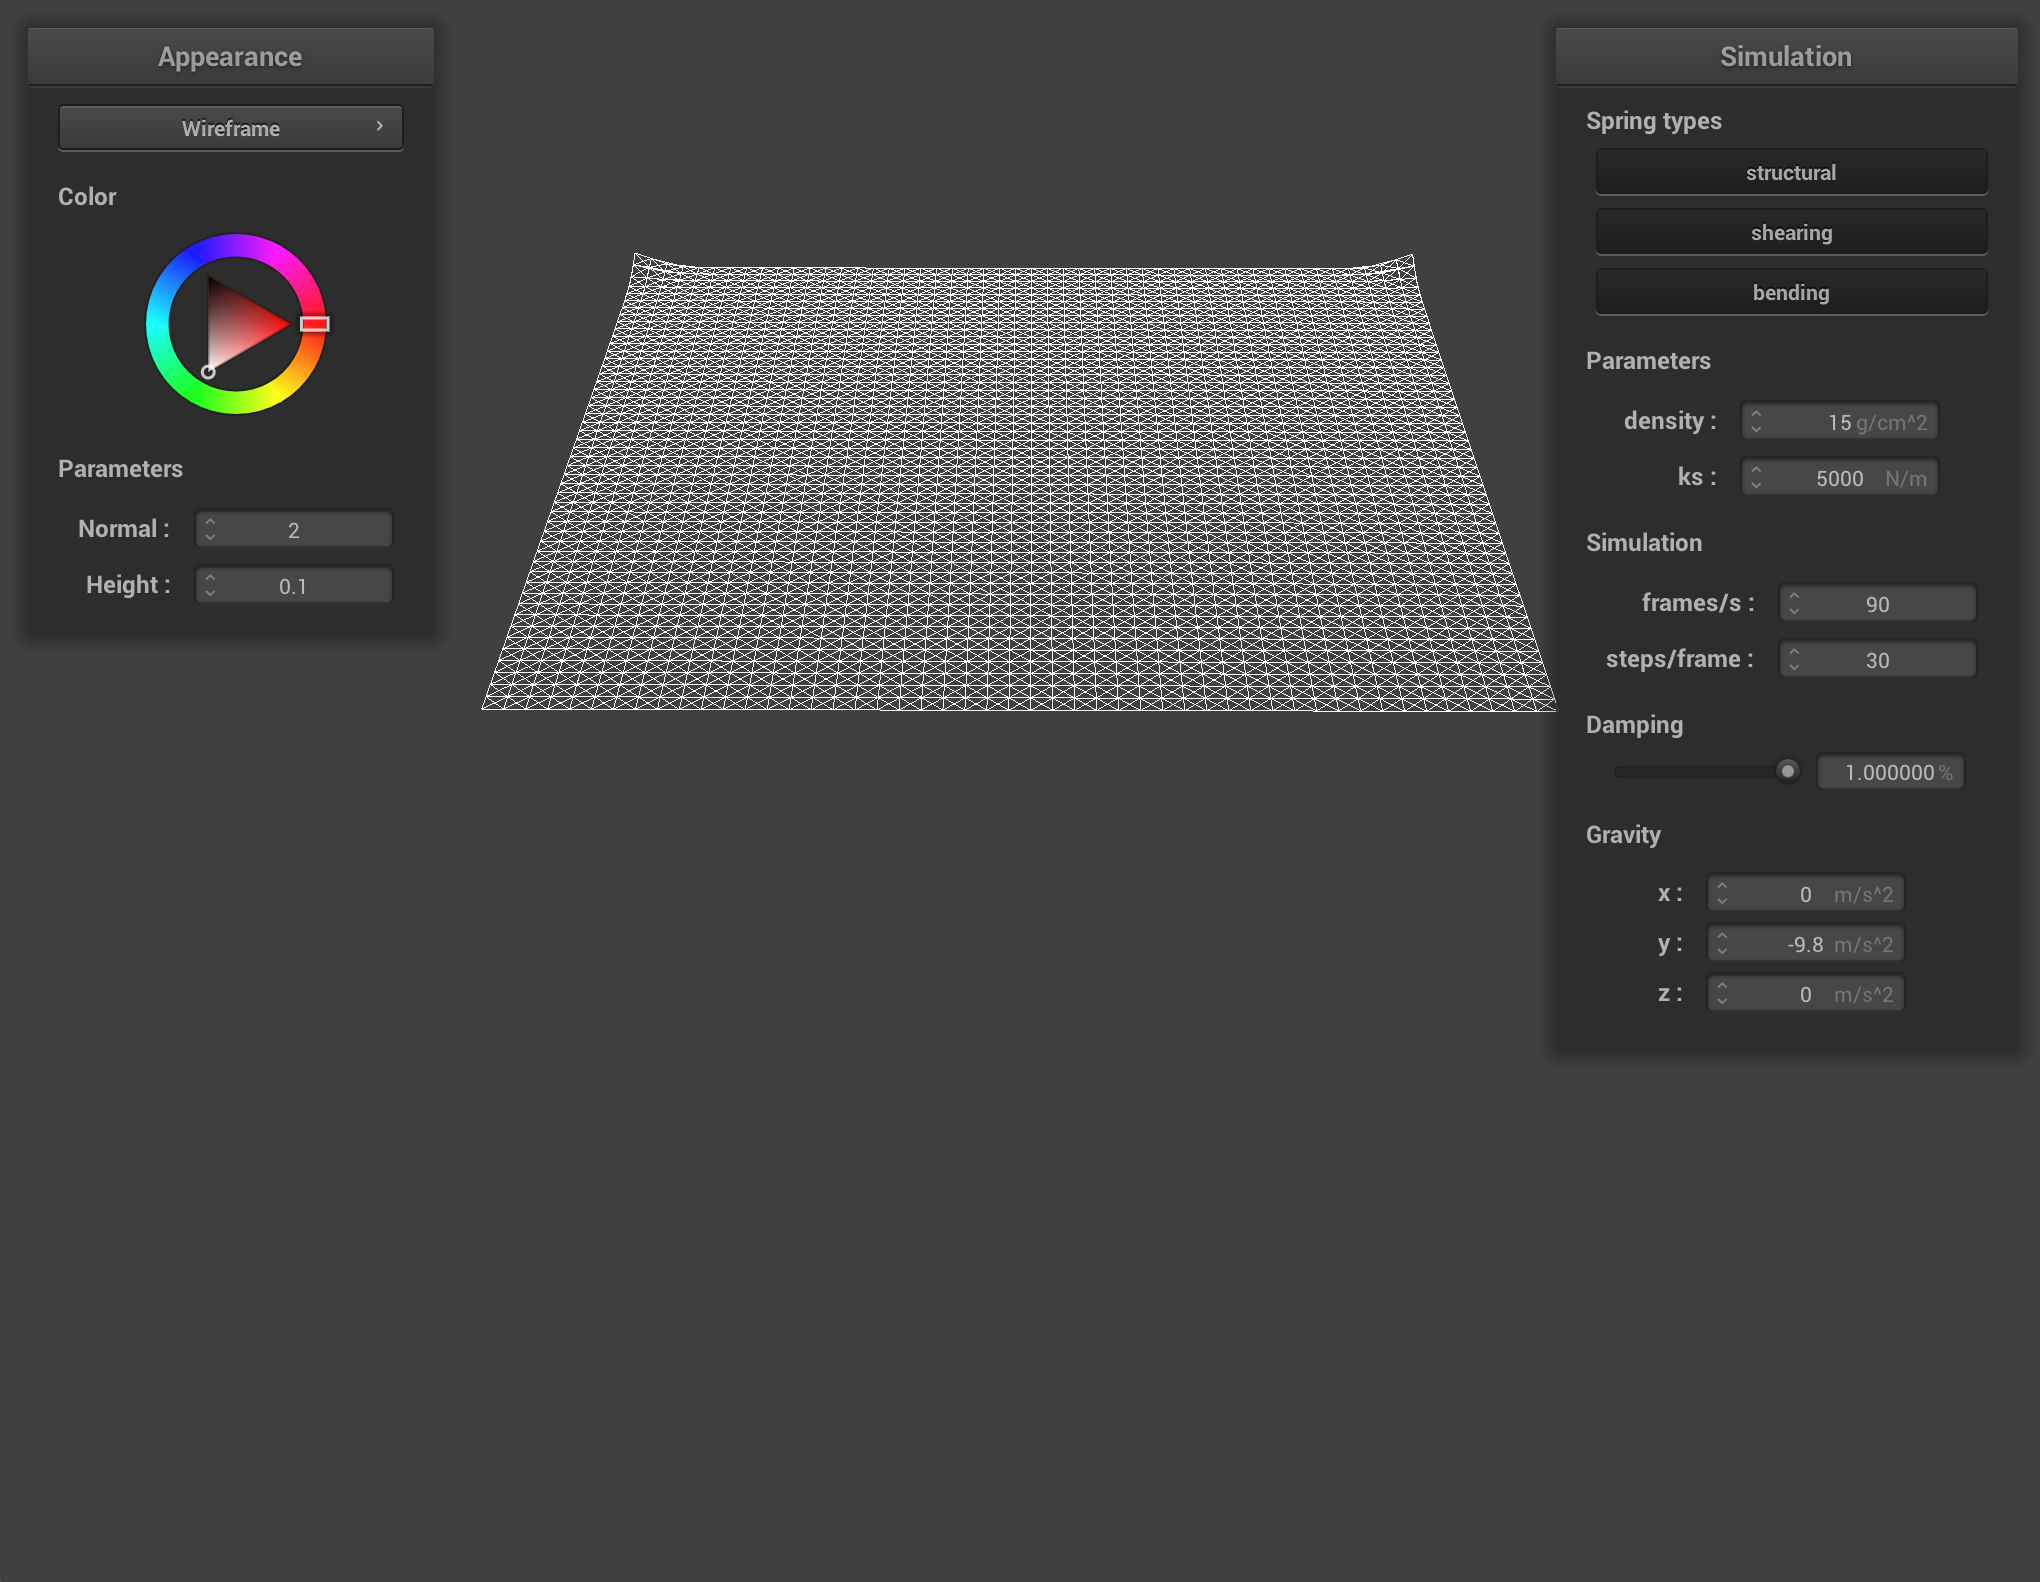 Appearance
Wireframe
Color
Parameters
Normal : 2
Height : 0.1
Simulation
Spring types
structural
shearing
bending
Parameters
density : 15 g/cm^2
ks : 5000 N/m
Simulation
frames/s : 90
steps/frame : 30
Damping
1.000000 %
Gravity
x : 0 m/s^2
y : -9.8 m/s^2
z : 0 m/s^2